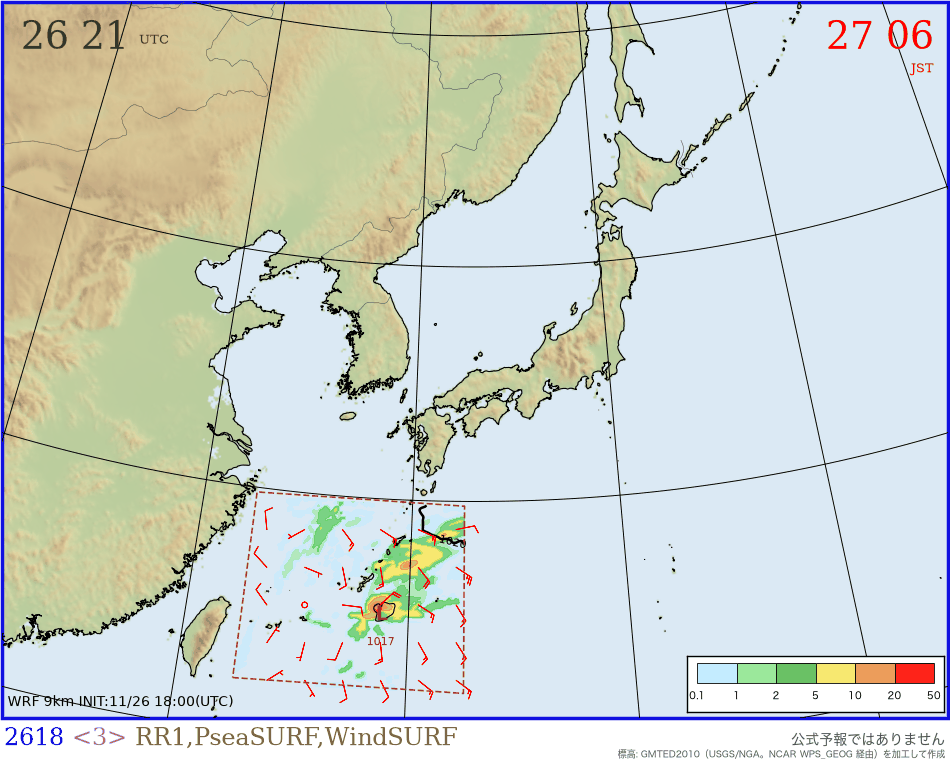 26 21 UTC
27 06
JST
1020
1017
0.1 1 2 5 10 20 50
WRF 9km INIT:11/26 18:00(UTC)
2618 <3> RR1,PseaSURF,WindSURF
公式予報ではありません
標高: GMTED2010（USGS/NGA。NCAR WPS_GEOG 経由）を加工して作成